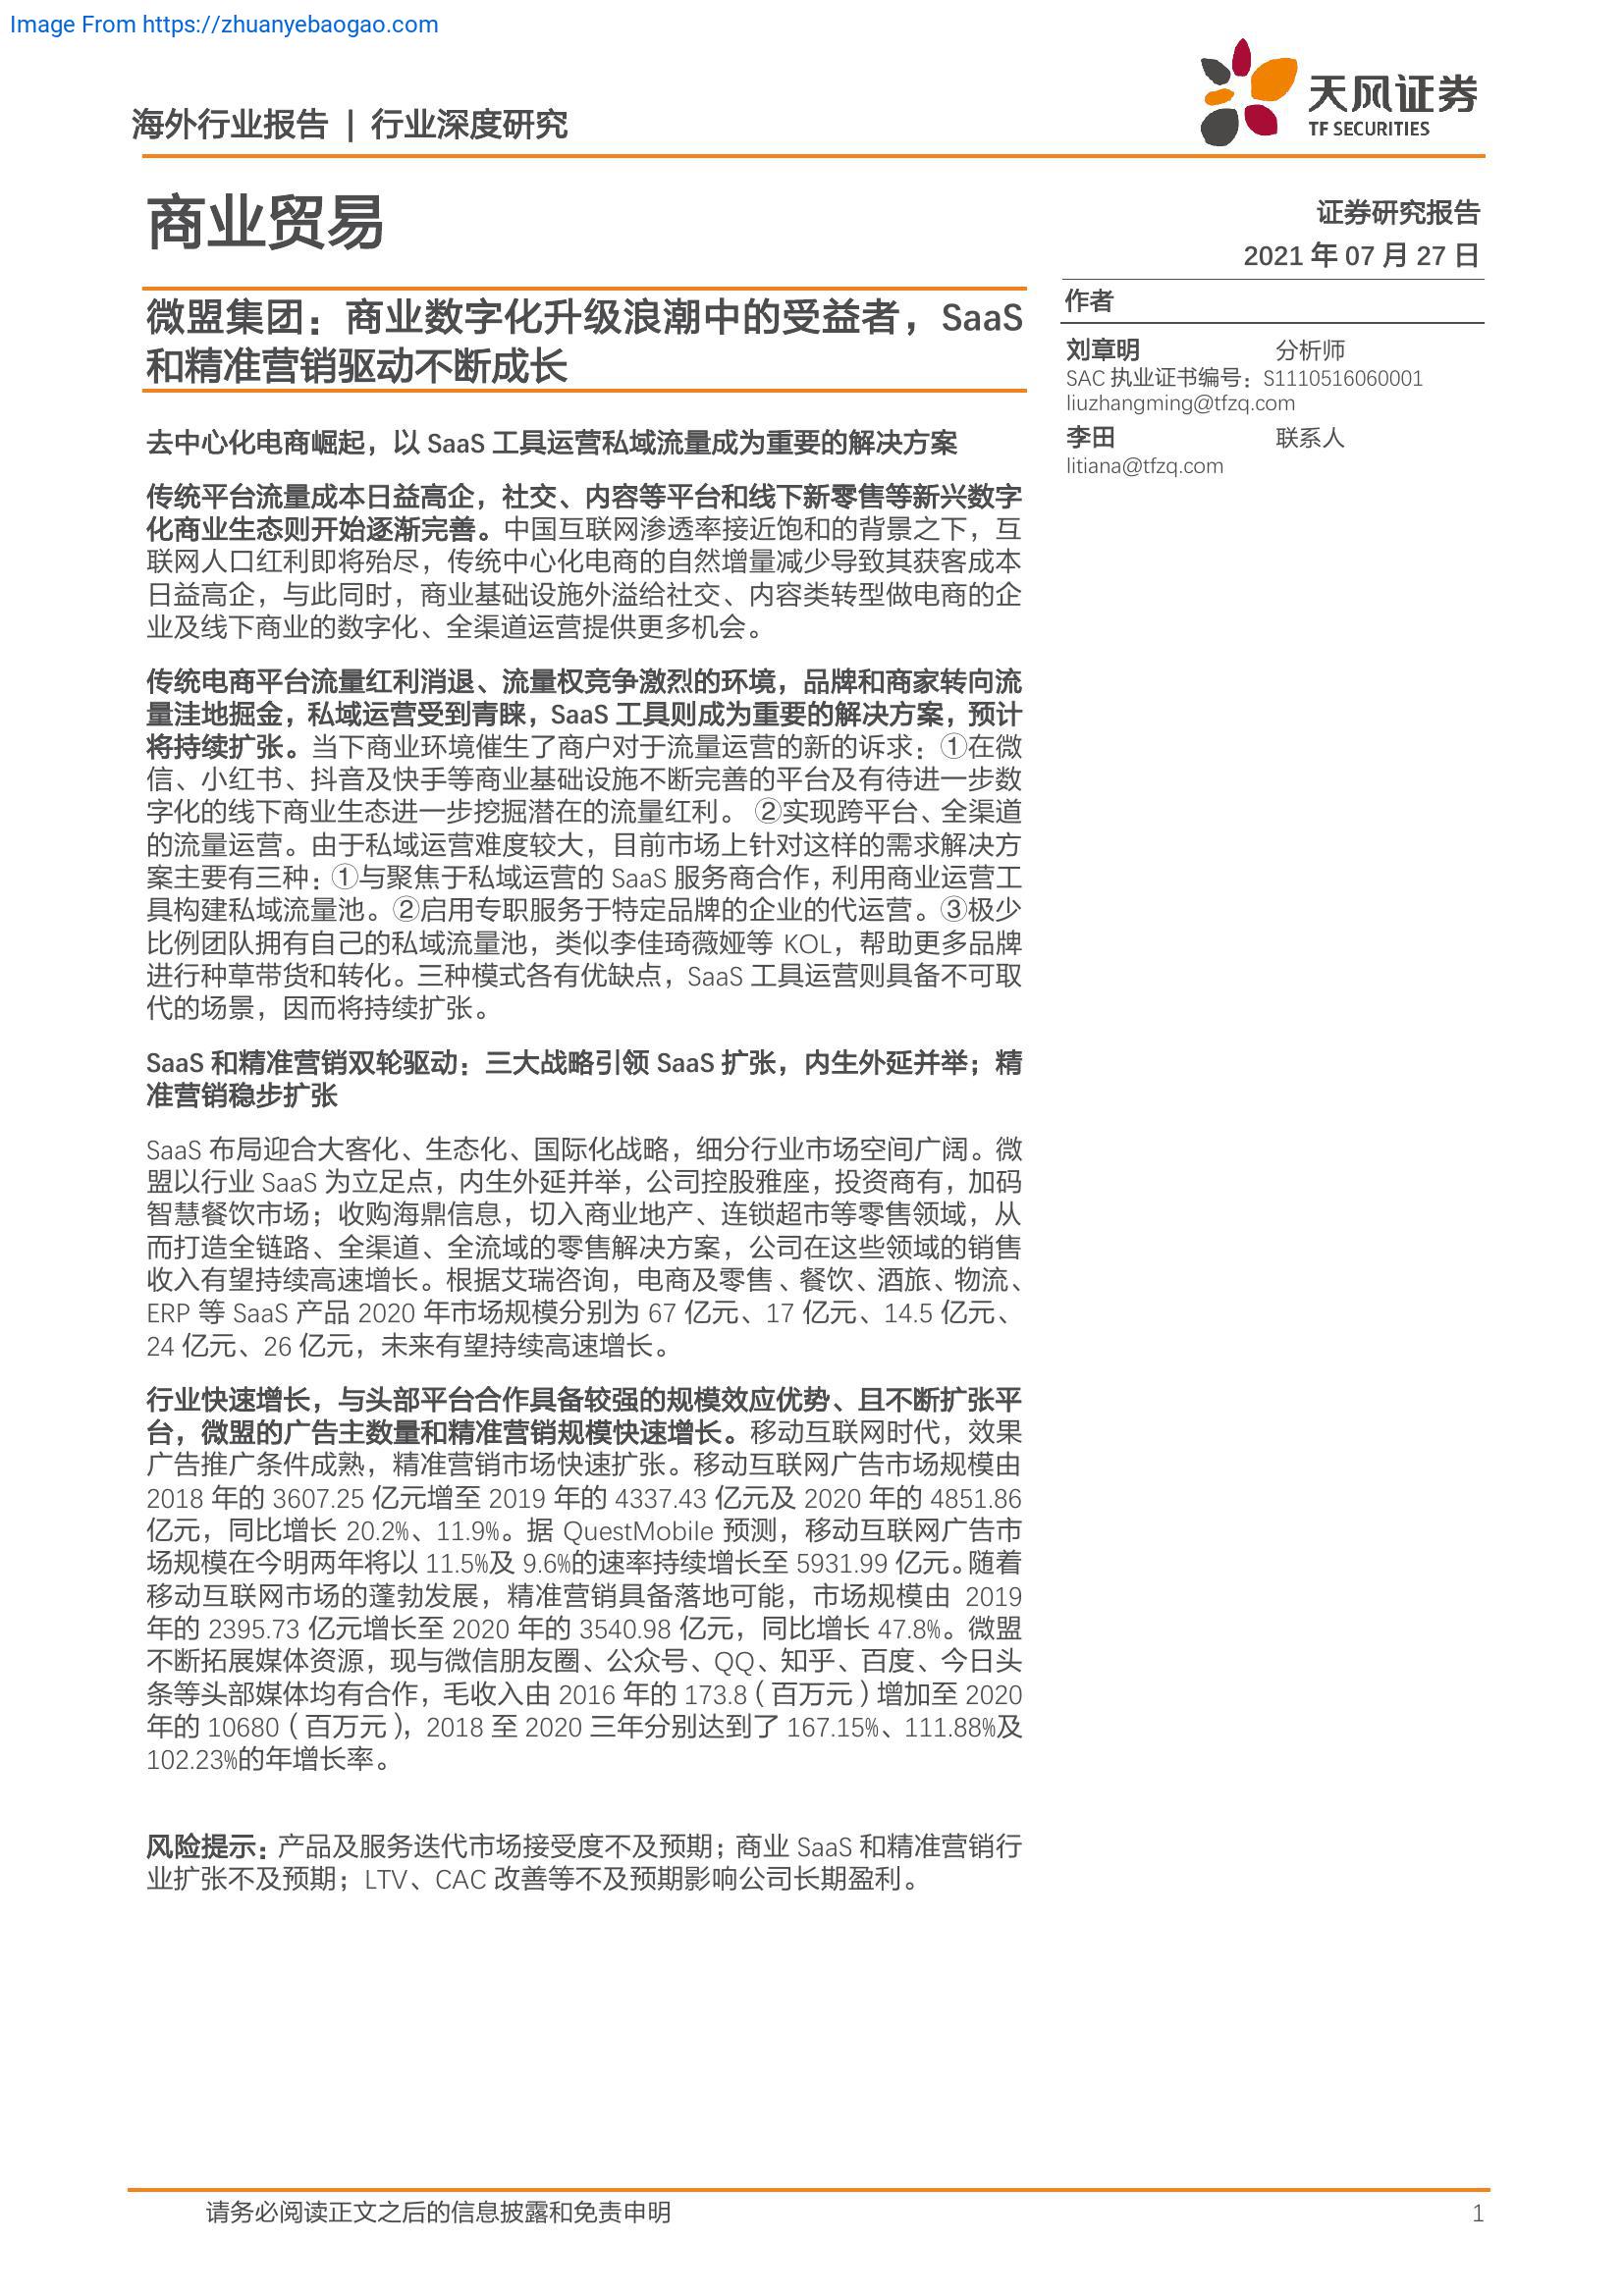 Image From https://zhuanyebaogao.com
海外行业报告 | 行业深度研究
天风证券
TF SECURITIES
商业贸易
证券研究报告
2021 年 07 月 27 日
微盟集团：商业数字化升级浪潮中的受益者，SaaS
和精准营销驱动不断成长
作者
刘章明 分析师
SAC 执业证书编号：S1110516060001
liuzhangming@tfzq.com
李田 联系人
litiana@tfzq.com
去中心化电商崛起，以 SaaS 工具运营私域流量成为重要的解决方案
传统平台流量成本日益高企，社交、内容等平台和线下新零售等新兴数字
化商业生态则开始逐渐完善。中国互联网渗透率接近饱和的背景之下，互
联网人口红利即将殆尽，传统中心化电商的自然增量减少导致其获客成本
日益高企，与此同时，商业基础设施外溢给社交、内容类转型做电商的企
业及线下商业的数字化、全渠道运营提供更多机会。
传统电商平台流量红利消退、流量权竞争激烈的环境，品牌和商家转向流
量洼地掘金，私域运营受到青睐，SaaS 工具则成为重要的解决方案，预计
将持续扩张。当下商业环境催生了商户对于流量运营的新的诉求：①在微
信、小红书、抖音及快手等商业基础设施不断完善的平台及有待进一步数
字化的线下商业生态进一步挖掘潜在的流量红利。 ②实现跨平台、全渠道
的流量运营。由于私域运营难度较大，目前市场上针对这样的需求解决方
案主要有三种：①与聚焦于私域运营的 SaaS 服务商合作，利用商业运营工
具构建私域流量池。②启用专职服务于特定品牌的企业的代运营。③极少
比例团队拥有自己的私域流量池，类似李佳琦薇娅等 KOL，帮助更多品牌
进行种草带货和转化。三种模式各有优缺点，SaaS 工具运营则具备不可取
代的场景，因而将持续扩张。
SaaS 和精准营销双轮驱动：三大战略引领 SaaS 扩张，内生外延并举；精
准营销稳步扩张
SaaS 布局迎合大客化、生态化、国际化战略，细分行业市场空间广阔。微
盟以行业 SaaS 为立足点，内生外延并举，公司控股雅座，投资商有，加码
智慧餐饮市场；收购海鼎信息，切入商业地产、连锁超市等零售领域，从
而打造全链路、全渠道、全流域的零售解决方案，公司在这些领域的销售
收入有望持续高速增长。根据艾瑞咨询，电商及零售、餐饮、酒旅、物流、
ERP 等 SaaS 产品 2020 年市场规模分别为 67 亿元、17 亿元、14.5 亿元、
24 亿元、26 亿元，未来有望持续高速增长。
行业快速增长，与头部平台合作具备较强的规模效应优势、且不断扩张平
台，微盟的广告主数量和精准营销规模快速增长。移动互联网时代，效果
广告推广条件成熟，精准营销市场快速扩张。移动互联网广告市场规模由
2018 年的 3607.25 亿元增至 2019 年的 4337.43 亿元及 2020 年的 4851.86
亿元，同比增长 20.2%、11.9%。据 QuestMobile 预测，移动互联网广告市
场规模在今明两年将以 11.5%及 9.6%的速率持续增长至 5931.99 亿元。随着
移动互联网市场的蓬勃发展，精准营销具备落地可能，市场规模由 2019
年的 2395.73 亿元增长至 2020 年的 3540.98 亿元，同比增长 47.8%。微盟
不断拓展媒体资源，现与微信朋友圈、公众号、QQ、知乎、百度、今日头
条等头部媒体均有合作，毛收入由 2016 年的 173.8（百万元）增加至 2020
年的 10680（百万元），2018 至 2020 三年分别达到了 167.15%、111.88%及
102.23%的年增长率。
风险提示：产品及服务迭代市场接受度不及预期；商业 SaaS 和精准营销行
业扩张不及预期；LTV、CAC 改善等不及预期影响公司长期盈利。
请务必阅读正文之后的信息披露和免责申明
1